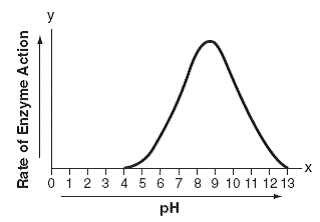 y
Rate of Enzyme Action
x
0 1 2 3 4 5 6 7 8 9 10 11 12 13
pH